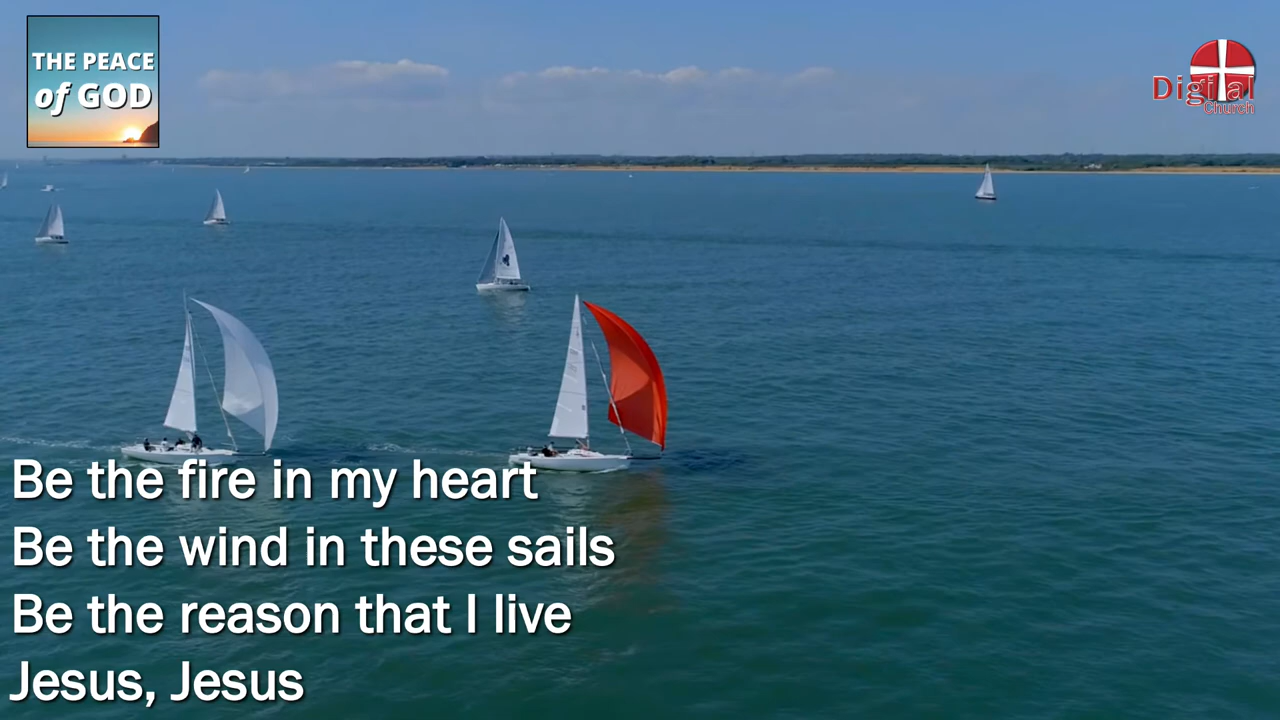 THE PEACE
of GOD
Digital
Church
Be the fire in my heart
Be the wind in these sails
Be the reason that I live
Jesus, Jesus